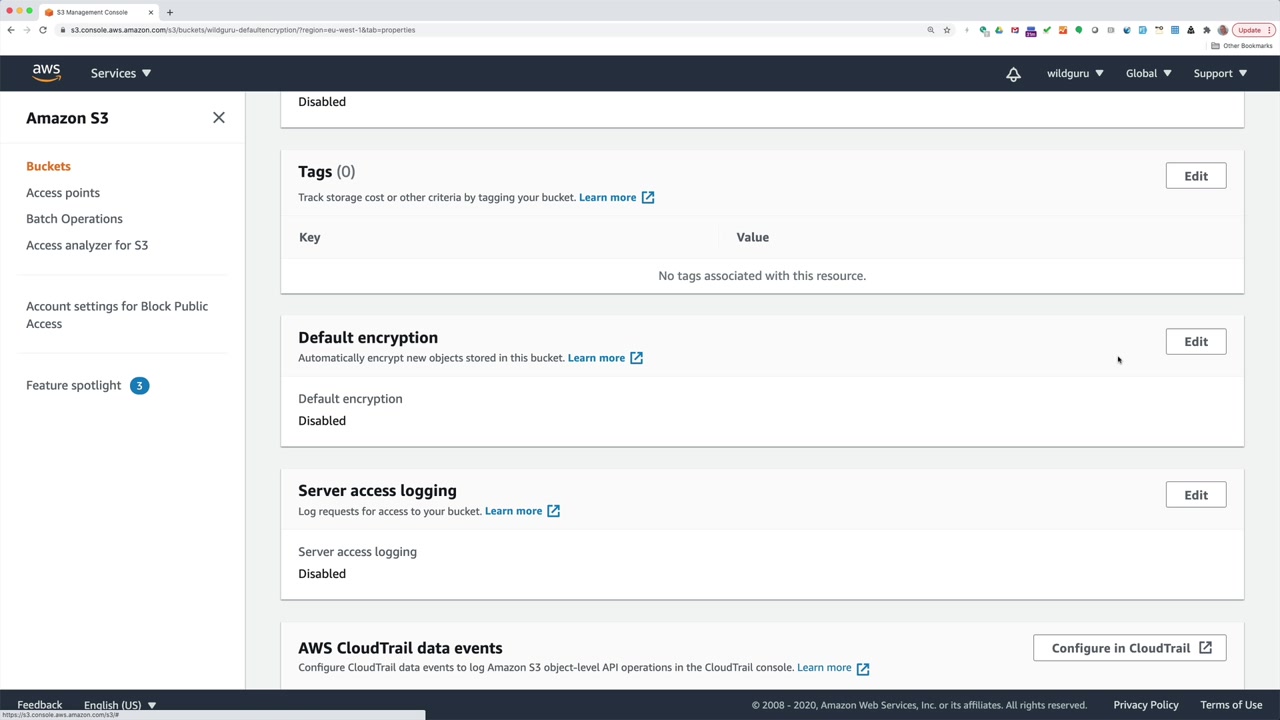 S3 Management Console
s3.console.aws.amazon.com/s3/buckets/wildguru-defaultencryption/?region=eu-west-1&tab=properties
Update
Other Bookmarks
aws
Services
wildguru
Global
Support
Amazon S3
Buckets
Access points
Batch Operations
Access analyzer for S3
Account settings for Block Public
Access
Feature spotlight 3
Disabled
Tags (0)
Edit
Track storage cost or other criteria by tagging your bucket. Learn more
Key Value
No tags associated with this resource.
Default encryption
Edit
Automatically encrypt new objects stored in this bucket. Learn more
Default encryption
Disabled
Server access logging
Edit
Log requests for access to your bucket. Learn more
Server access logging
Disabled
AWS CloudTrail data events
Configure in CloudTrail
Configure CloudTrail data events to log Amazon S3 object-level API operations in the CloudTrail console. Learn more
Feedback English (US)
© 2008 - 2020, Amazon Web Services, Inc. or its affiliates. All rights reserved. Privacy Policy Terms of Use
https://s3.console.aws.amazon.com/s3/#